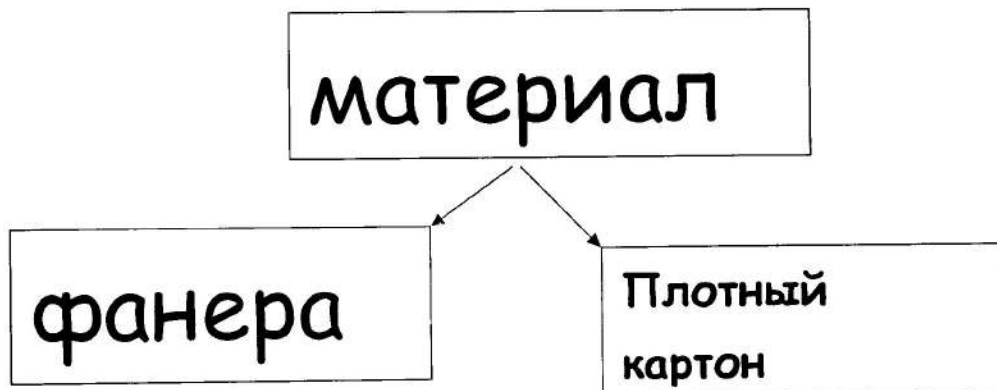 материал
фанера
Плотный
картон